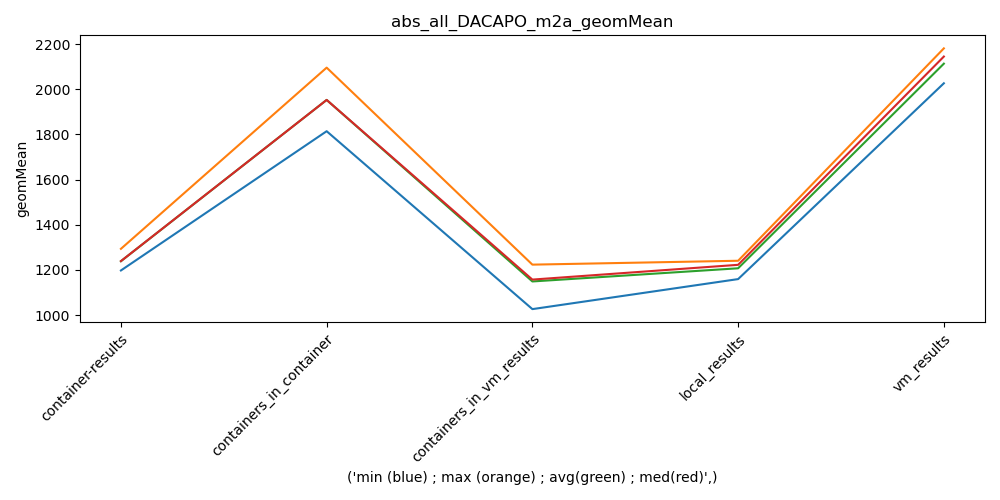 abs_all_DACAPO_m2a_geomMean
2200
2000
1800
1600
1400
1200
1000
geomMean
container-results
containers_in_container
containers_in_vm_results
local_results
vm_results
('min (blue) ; max (orange) ; avg(green) ; med(red)',)